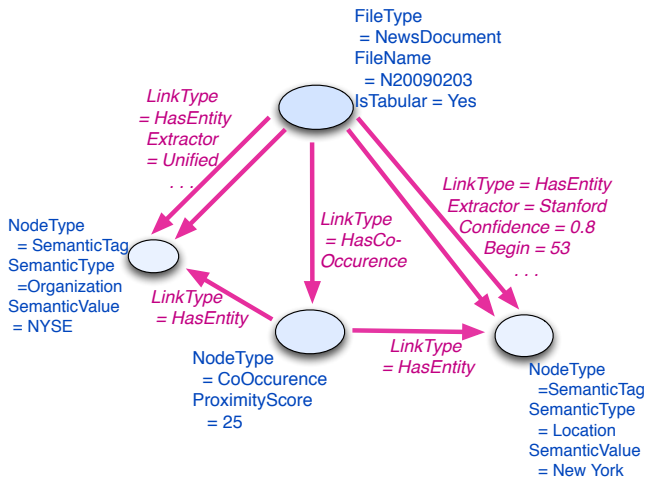 FileType
= NewsDocument
FileName
= N20090203
IsTabular = Yes
LinkType
= HasEntity
Extractor
= Unified
. . .
LinkType = HasEntity
Extractor = Stanford
Confidence = 0.8
Begin = 53
. . .
LinkType
= HasCo-
Occurence
NodeType
= SemanticTag
SemanticType
=Organization
SemanticValue
= NYSE
LinkType
= HasEntity
LinkType
= HasEntity
NodeType
= CoOccurence
ProximityScore
= 25
NodeType
=SemanticTag
SemanticType
= Location
SemanticValue
= New York